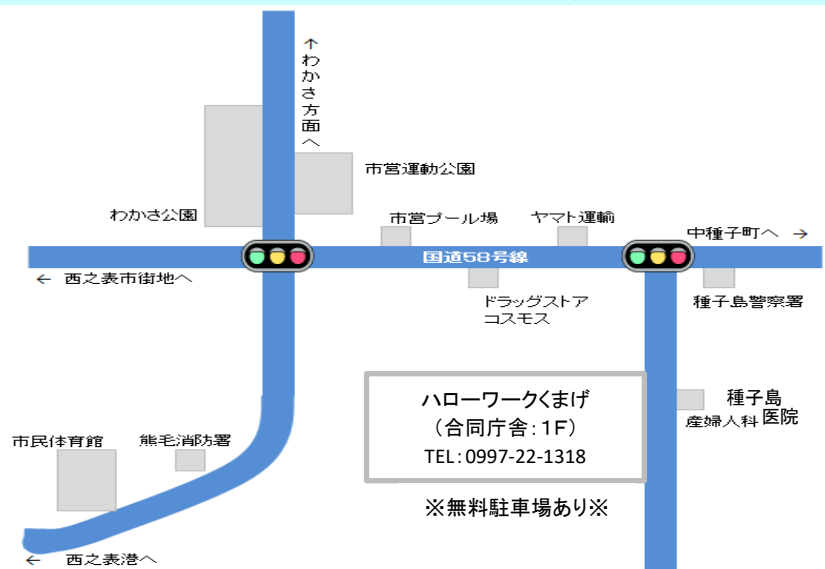 ↑わかさ方面へ
市営運動公園
わかさ公園
市営プール場
ヤマト運輸
中種子町へ →
国道58号線
← 西之表市街地へ
ドラッグストア
コスモス
種子島警察署
ハローワークくまげ
（合同庁舎：1F）
TEL：0997-22-1318
種子島
産婦人科医院
市民体育館
熊毛消防署
※無料駐車場あり※
← 西之表港へ